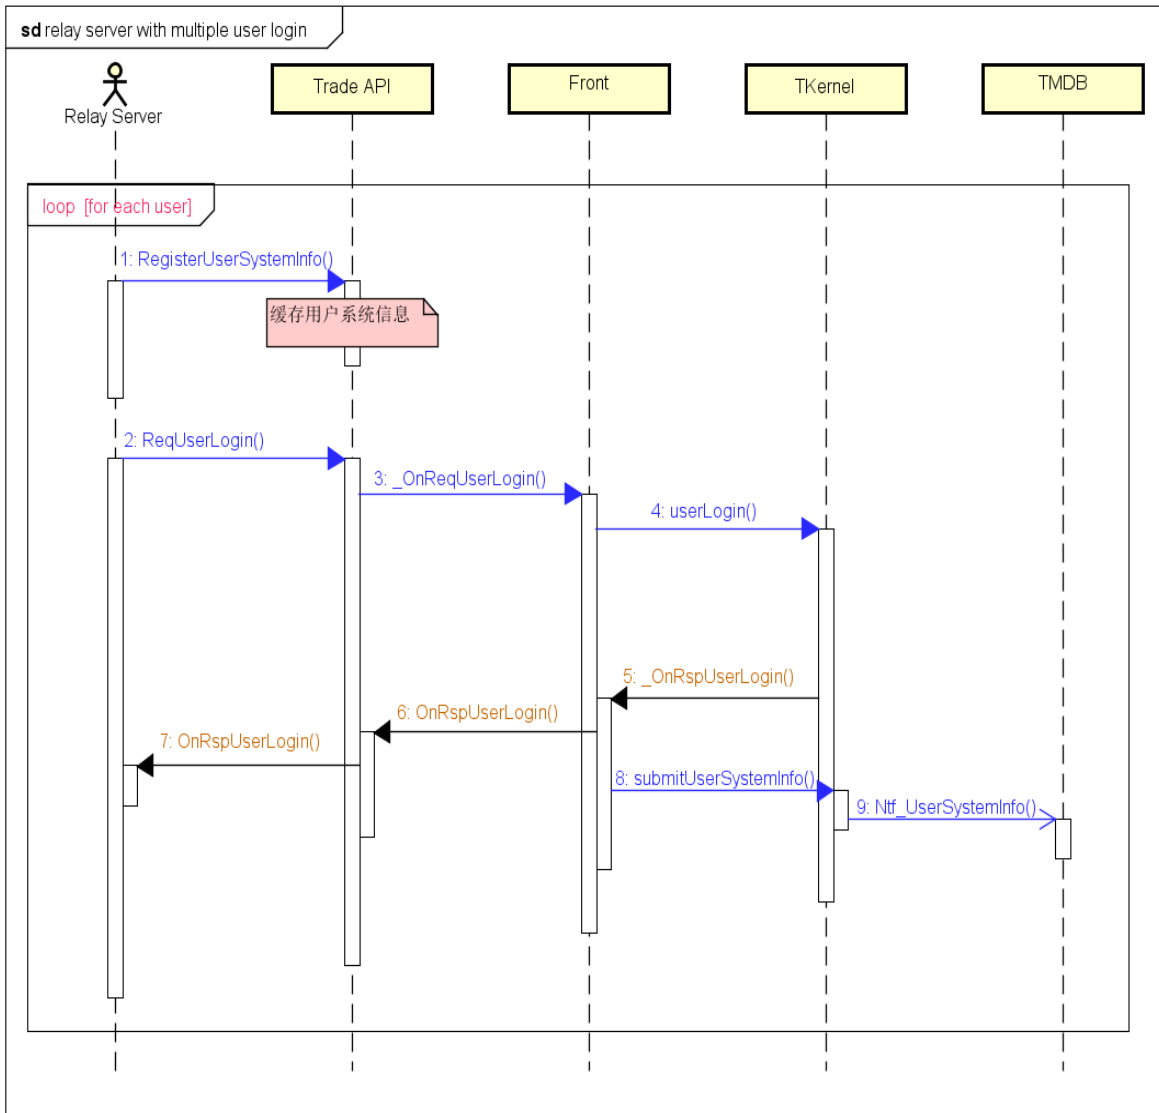 sd relay server with multiple user login
Relay Server
Trade API
Front
TKernel
TMDB
loop [for each user]
1: RegisterUserSystemInfo()
缓存用户系统信息
2: ReqUserLogin()
3: _OnReqUserLogin()
4: userLogin()
5: _OnRspUserLogin()
6: OnRspUserLogin()
7: OnRspUserLogin()
8: submitUserSystemInfo()
9: Ntf_UserSystemInfo()